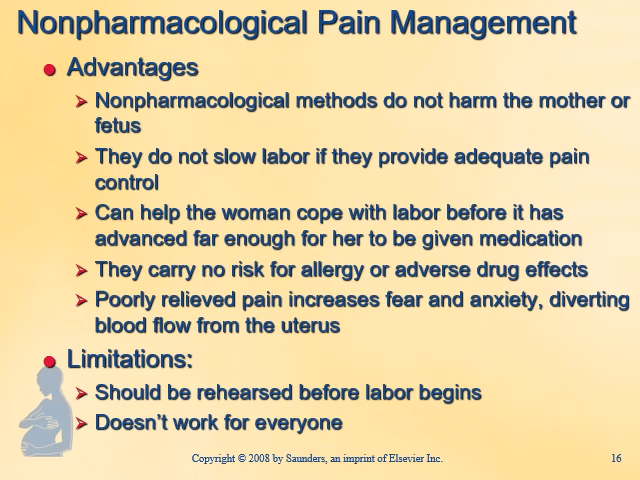 Nonpharmacological Pain Management
Advantages
Nonpharmacological methods do not harm the mother or
fetus
They do not slow labor if they provide adequate pain
control
Can help the woman cope with labor before it has
advanced far enough for her to be given medication
They carry no risk for allergy or adverse drug effects
Poorly relieved pain increases fear and anxiety, diverting
blood flow from the uterus
Limitations:
Should be rehearsed before labor begins
Doesn't work for everyone
Copyright © 2008 by Saunders, an imprint of Elsevier Inc.
16